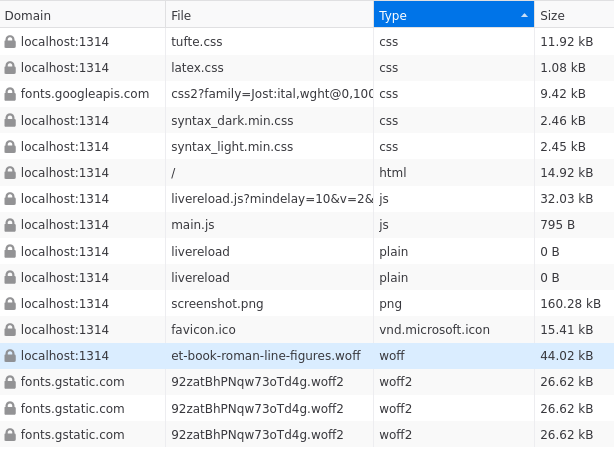 Domain File Type Size
localhost:1314 tufte.css css 11.92 kB
localhost:1314 latex.css css 1.08 kB
fonts.googleapis.com css2?family=Jost:ital,wght@0,100 css 9.42 kB
localhost:1314 syntax_dark.min.css css 2.46 kB
localhost:1314 syntax_light.min.css css 2.45 kB
localhost:1314 / html 14.92 kB
localhost:1314 livereload.js?mindelay=10&v=2& js 32.03 kB
localhost:1314 main.js js 795 B
localhost:1314 livereload plain 0 B
localhost:1314 livereload plain 0 B
localhost:1314 screenshot.png png 160.28 kB
localhost:1314 favicon.ico vnd.microsoft.icon 15.41 kB
localhost:1314 et-book-roman-line-figures.woff woff 44.02 kB
fonts.gstatic.com 92zatBhPNqw73oTd4g.woff2 woff2 26.62 kB
fonts.gstatic.com 92zatBhPNqw73oTd4g.woff2 woff2 26.62 kB
fonts.gstatic.com 92zatBhPNqw73oTd4g.woff2 woff2 26.62 kB